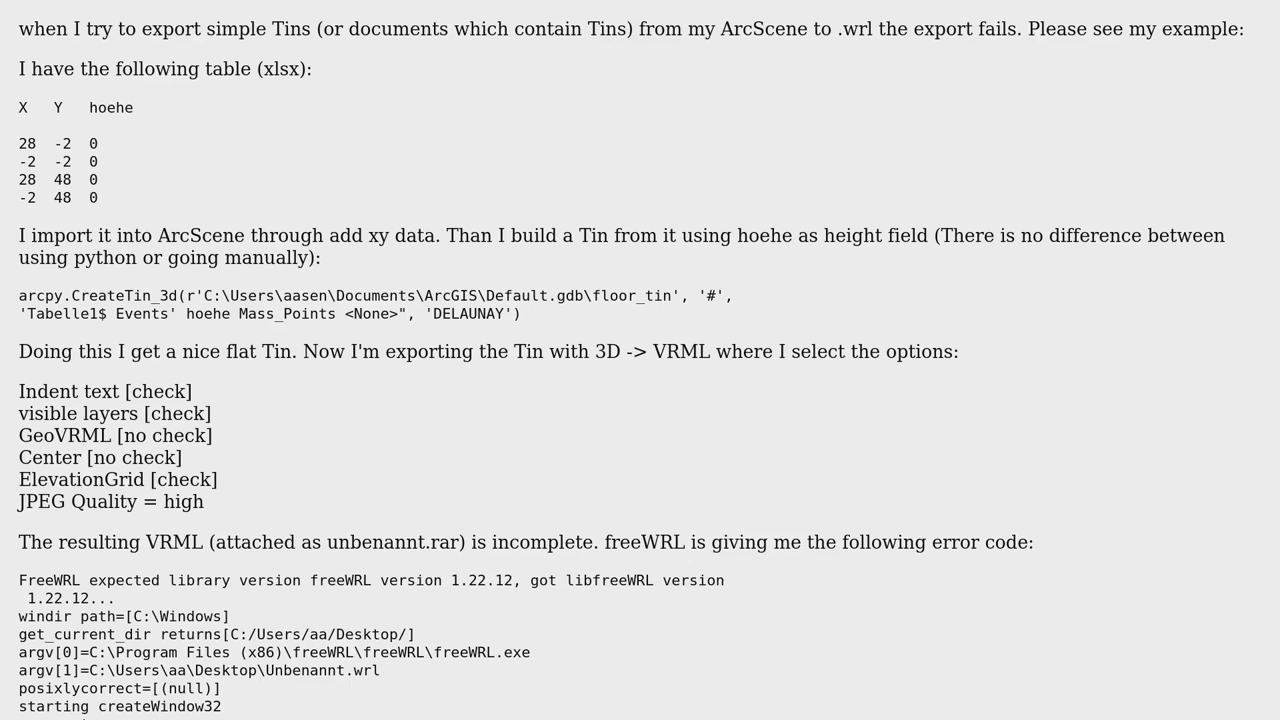 when I try to export simple Tins (or documents which contain Tins) from my ArcScene to .wrl the export fails. Please see my example:
I have the following table (xlsx):
X Y hoehe
28 -2 0
-2 -2 0
28 48 0
-2 48 0
I import it into ArcScene through add xy data. Than I build a Tin from it using hoehe as height field (There is no difference between
using python or going manually):
arcpy.CreateTin_3d(r'C:\Users\aasen\Documents\ArcGIS\Default.gdb\floor_tin', '#',
'Tabelle1$ Events' hoehe Mass_Points <None>", 'DELAUNAY')
Doing this I get a nice flat Tin. Now I'm exporting the Tin with 3D -> VRML where I select the options:
Indent text [check]
visible layers [check]
GeoVRML [no check]
Center [no check]
ElevationGrid [check]
JPEG Quality = high
The resulting VRML (attached as unbenannt.rar) is incomplete. freeWRL is giving me the following error code:
FreeWRL expected library version freeWRL version 1.22.12, got libfreeWRL version
1.22.12...
windir path=[C:\Windows]
get_current_dir returns[C:/Users/aa/Desktop/]
argv[0]=C:\Program Files (x86)\freeWRL\freeWRL\freeWRL.exe
argv[1]=C:\Users\aa\Desktop\Unbenannt.wrl
posixlycorrect=[(null)]
starting createWindow32